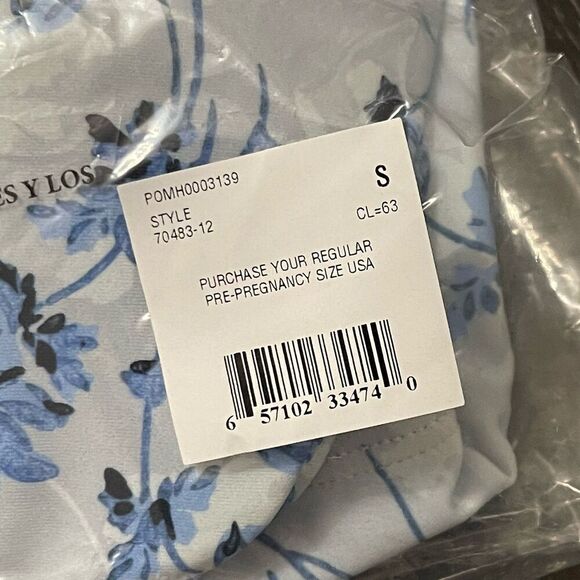 ES Y LOS
POMH0003139
S
STYLE
70483-12
CL=63
PURCHASE YOUR REGULAR
PRE-PREGNANCY SIZE USA
6 57102 33474 0